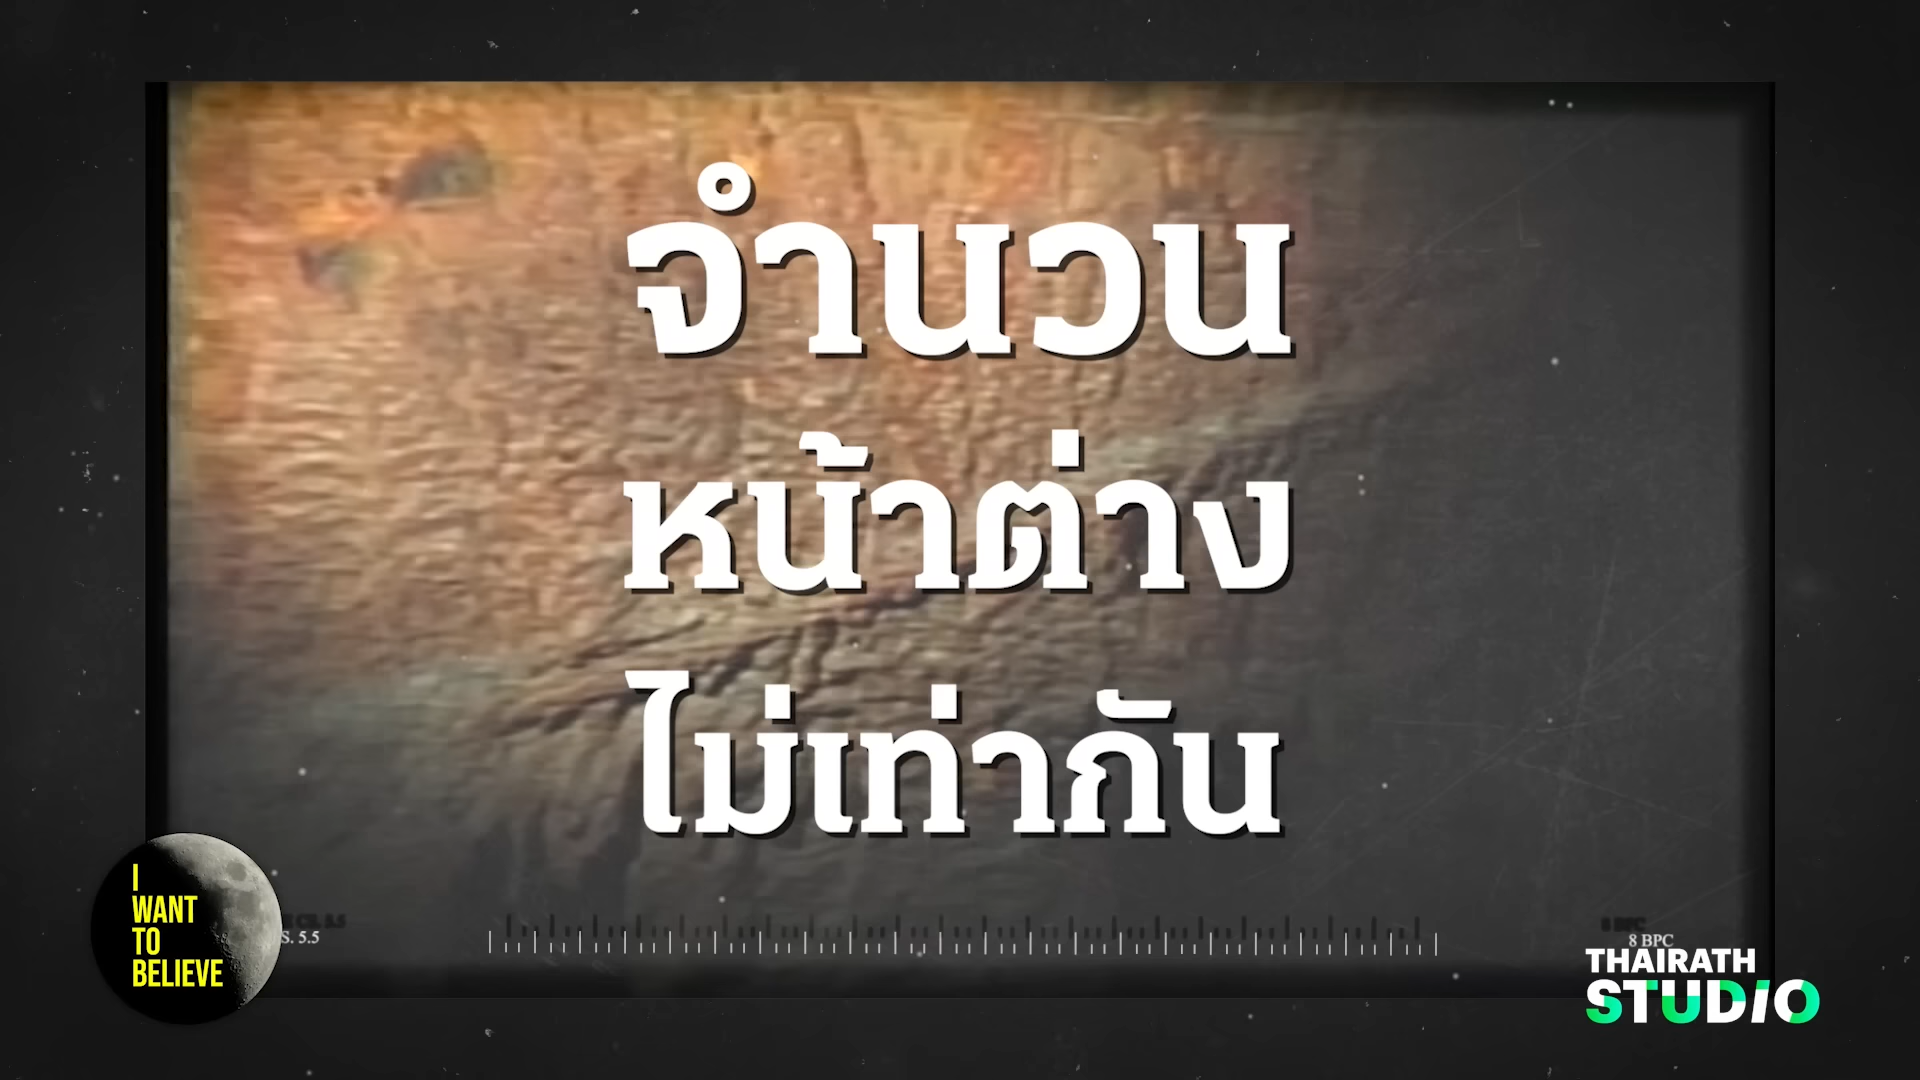 จำนวน
หน้าต่าง
ไม่เท่ากัน
I
WANT
TO
BELIEVE
S. 5.5
8 BPC
THAIRATH
STUDIO